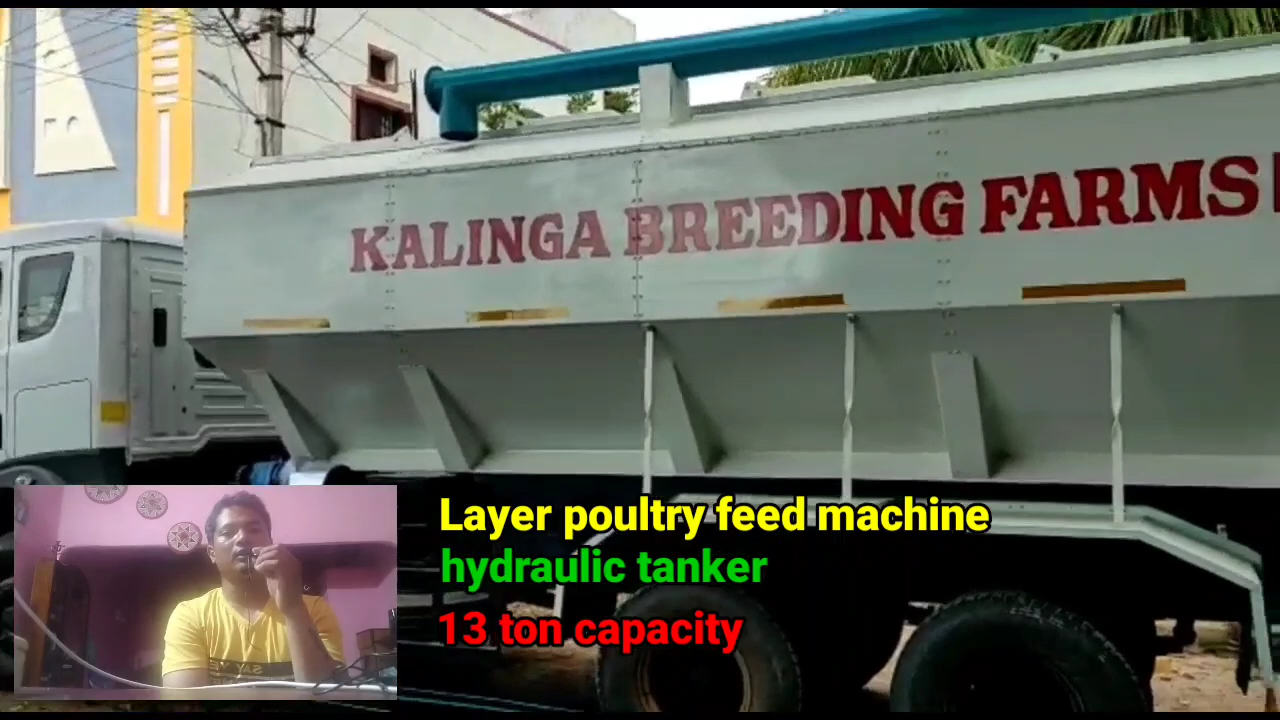 KALINGA BREEDING FARMS
Layer poultry feed machine
hydraulic tanker
13 ton capacity